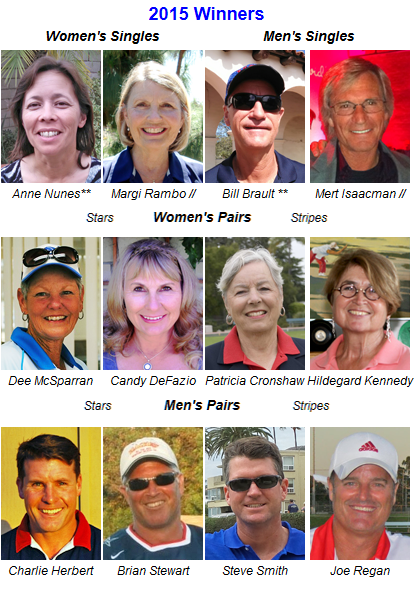 2015 Winners
Women's Singles Men's Singles
Anne Nunes** Margi Rambo // Bill Brault ** Mert Isaacman //
Stars Women's Pairs Stripes
Dee McSparran Candy DeFazio Patricia Cronshaw Hildegard Kennedy
Stars Men's Pairs Stripes
Charlie Herbert Brian Stewart Steve Smith Joe Regan